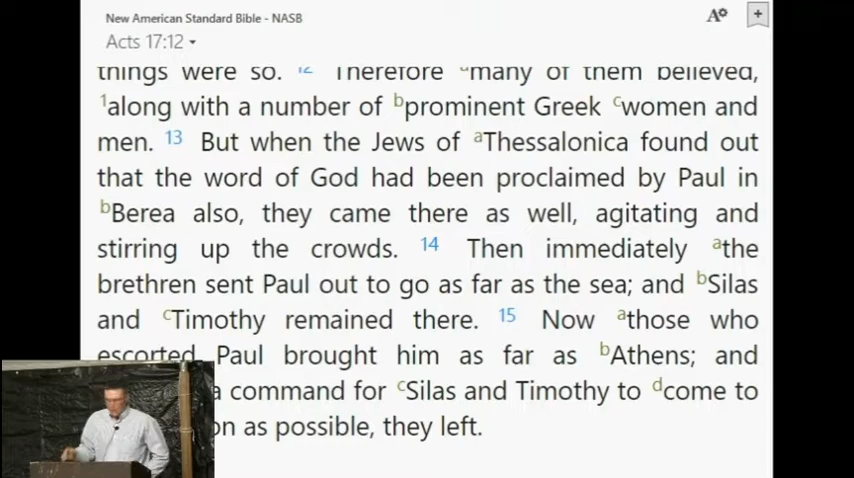 New American Standard Bible - NASB
Acts 17:12
things were so. 12 Therefore a many of them believed,
1 along with a number of b prominent Greek c women and
men. 13 But when the Jews of a Thessalonica found out
that the word of God had been proclaimed by Paul in
b Berea also, they came there as well, agitating and
stirring up the crowds. 14 Then immediately a the
brethren sent Paul out to go as far as the sea; and b Silas
and c Timothy remained there. 15 Now a those who
escorted Paul brought him as far as b Athens; and
a command for c Silas and Timothy to d come to
as possible, they left.